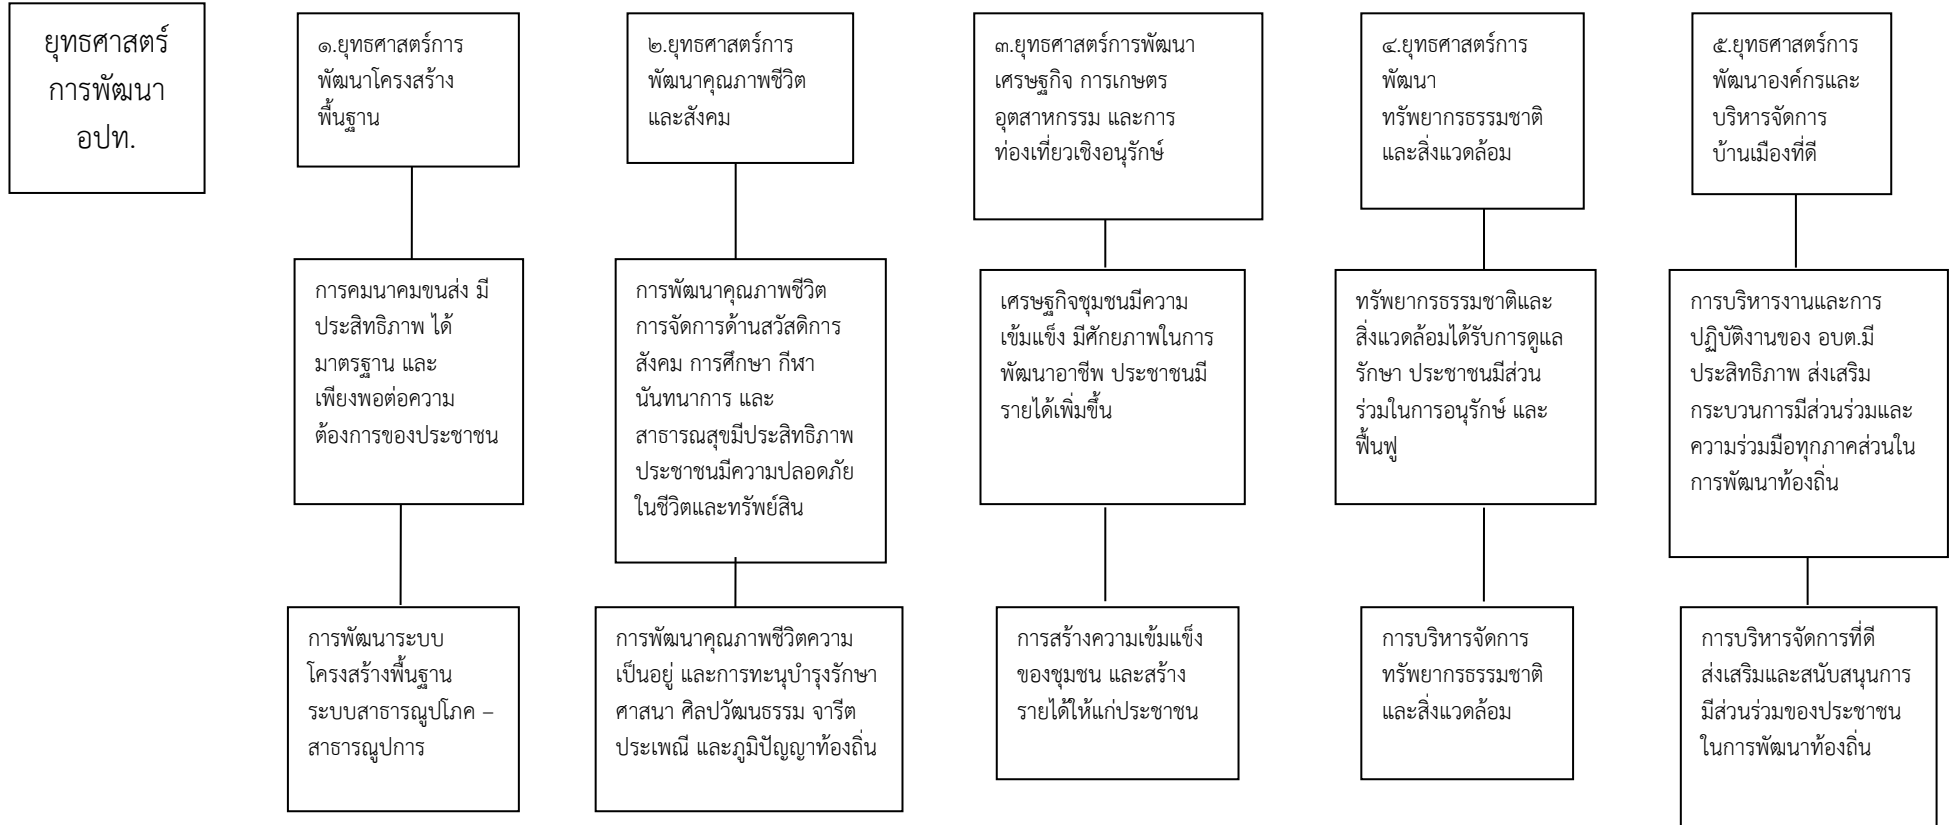 ยุทธศาสตร์
การพัฒนา
อปท.
๑.ยุทธศาสตร์การ
พัฒนาโครงสร้าง
พื้นฐาน
๒.ยุทธศาสตร์การ
พัฒนาคุณภาพชีวิต
และสังคม
๓.ยุทธศาสตร์การพัฒนา
เศรษฐกิจ การเกษตร
อุตสาหกรรม และการ
ท่องเที่ยวเชิงอนุรักษ์
๔.ยุทธศาสตร์การ
พัฒนา
ทรัพยากรธรรมชาติ
และสิ่งแวดล้อม
๕.ยุทธศาสตร์การ
พัฒนาองค์กรและ
บริหารจัดการ
บ้านเมืองที่ดี
การคมนาคมขนส่ง มี
ประสิทธิภาพ ได้
มาตรฐาน และ
เพียงพอต่อความ
ต้องการของประชาชน
การพัฒนาคุณภาพชีวิต
การจัดการด้านสวัสดิการ
สังคม การศึกษา กีฬา
นันทนาการ และ
สาธารณสุขมีประสิทธิภาพ
ประชาชนมีความปลอดภัย
ในชีวิตและทรัพย์สิน
เศรษฐกิจชุมชนมีความ
เข้มแข็ง มีศักยภาพในการ
พัฒนาอาชีพ ประชาชนมี
รายได้เพิ่มขึ้น
ทรัพยากรธรรมชาติและ
สิ่งแวดล้อมได้รับการดูแล
รักษา ประชาชนมีส่วน
ร่วมในการอนุรักษ์ และ
ฟื้นฟู
การบริหารงานและการ
ปฏิบัติงานของ อบต.มี
ประสิทธิภาพ ส่งเสริม
กระบวนการมีส่วนร่วมและ
ความร่วมมือทุกภาคส่วนใน
การพัฒนาท้องถิ่น
การพัฒนาระบบ
โครงสร้างพื้นฐาน
ระบบสาธารณูปโภค –
สาธารณูปการ
การพัฒนาคุณภาพชีวิตความ
เป็นอยู่ และการทะนุบำรุงรักษา
ศาสนา ศิลปวัฒนธรรม จารีต
ประเพณี และภูมิปัญญาท้องถิ่น
การสร้างความเข้มแข็ง
ของชุมชน และสร้าง
รายได้ให้แก่ประชาชน
การบริหารจัดการ
ทรัพยากรธรรมชาติ
และสิ่งแวดล้อม
การบริหารจัดการที่ดี
ส่งเสริมและสนับสนุนการ
มีส่วนร่วมของประชาชน
ในการพัฒนาท้องถิ่น